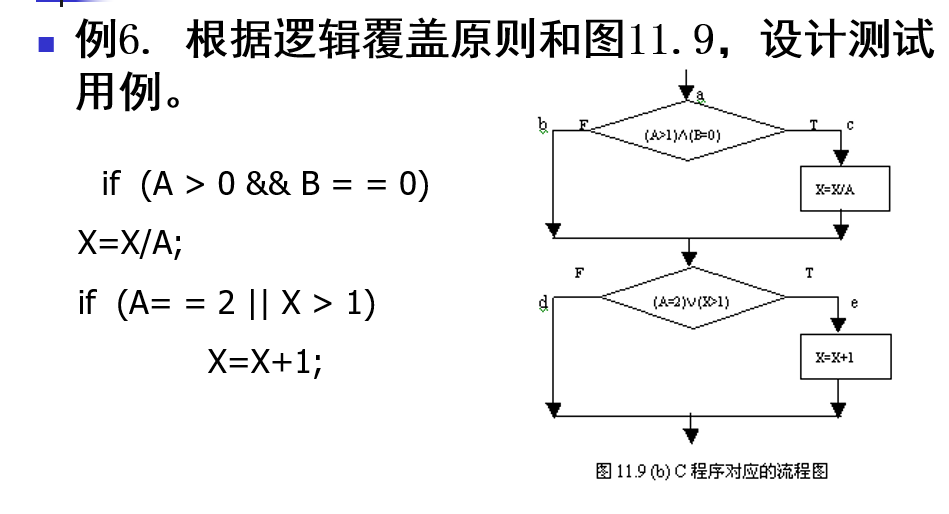 例6. 根据逻辑覆盖原则和图11.9，设计测试
用例。
if (A > 0 && B = = 0)
X=X/A;
if (A= = 2 || X > 1)
X=X+1;
a
b F (A>1)∧(B=0) T c
X=X/A
F T
d (A=2)∨(X>1) e
X=X+1
图 11.9 (b) C 程序对应的流程图